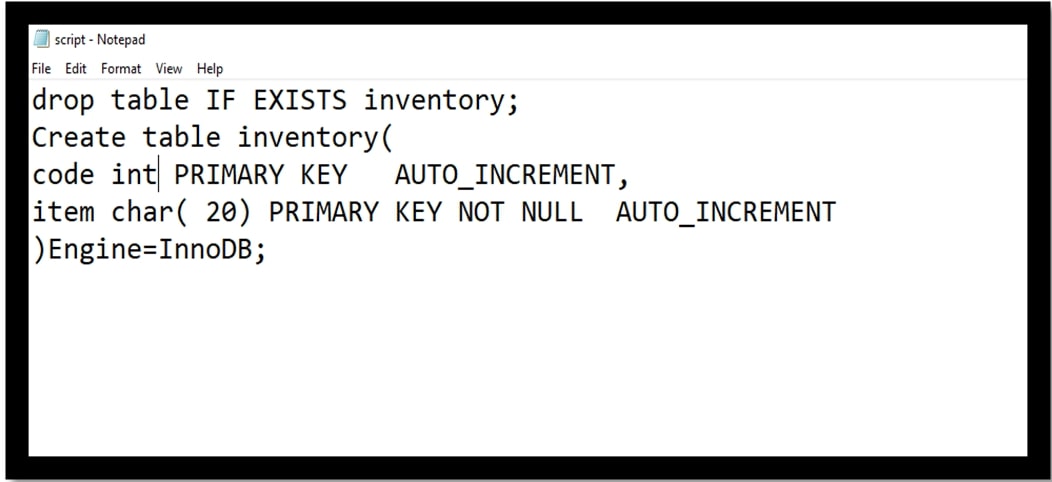 script - Notepad
File Edit Format View Help
drop table IF EXISTS inventory;
Create table inventory(
code int PRIMARY KEY   AUTO_INCREMENT,
item char( 20) PRIMARY KEY NOT NULL  AUTO_INCREMENT
)Engine=InnoDB;